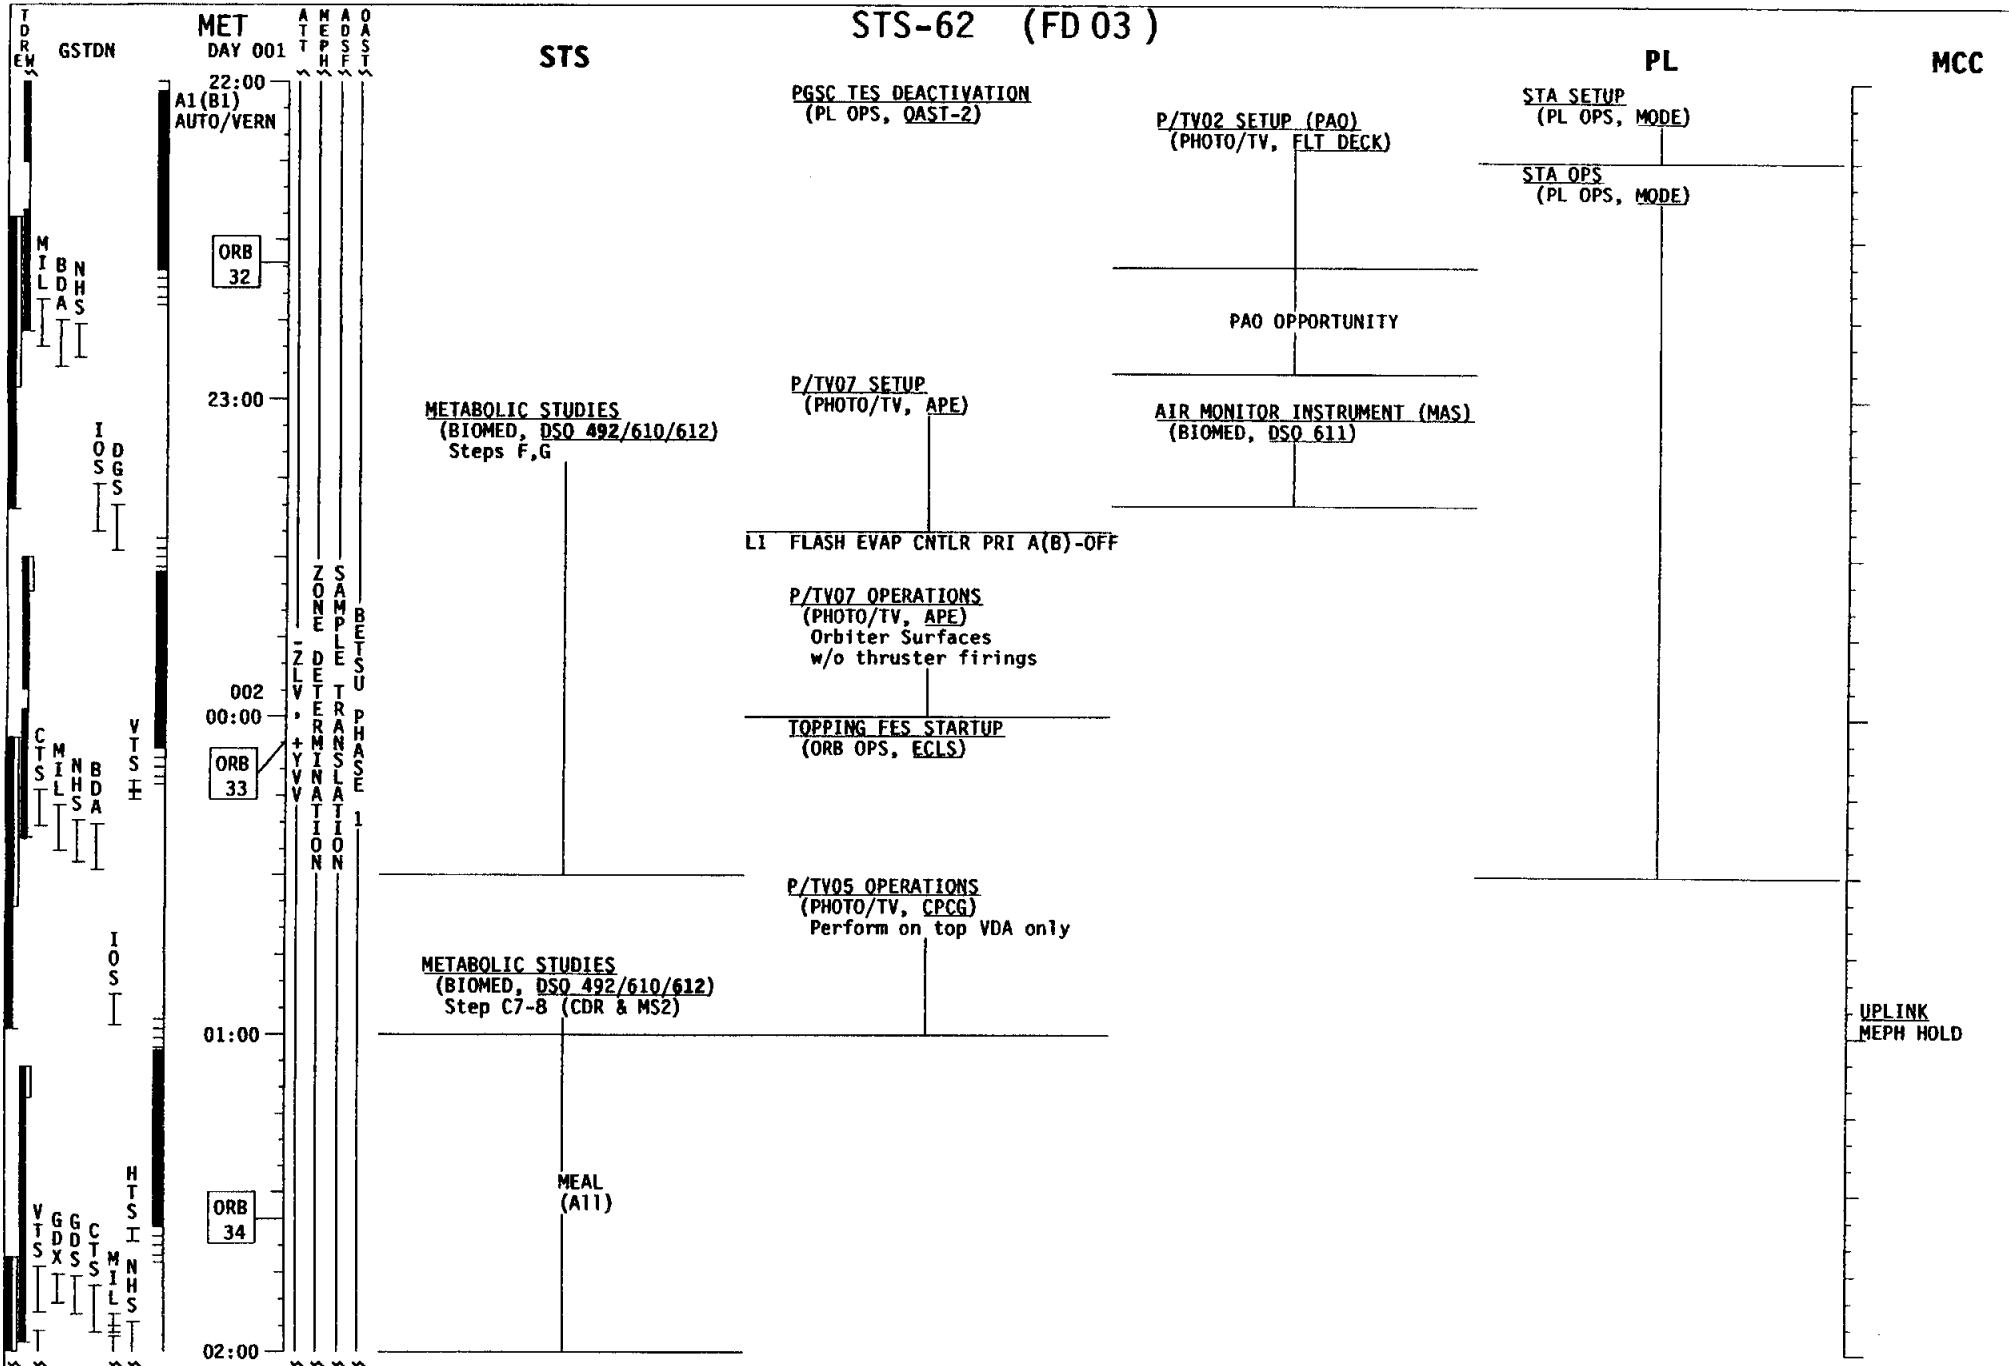 STS-62 (FD 03)
TDRE W
GSTDN
MET
DAY 001
ATT
MEPH
ADSF
OAST
STS
PL
MCC
22:00
A1(B1)
AUTO/VERN
PGSC TES DEACTIVATION
(PL OPS, OAST-2)
P/TV02 SETUP (PAO)
(PHOTO/TV, FLT DECK)
STA SETUP
(PL OPS, MODE)
STA OPS
(PL OPS, MODE)
MIL
BDA
NHS
ORB
32
PAO OPPORTUNITY
23:00
METABOLIC STUDIES
(BIOMED, DSO 492/610/612)
Steps F,G
P/TV07 SETUP
(PHOTO/TV, APE)
AIR MONITOR INSTRUMENT (MAS)
(BIOMED, DSO 611)
IOS
DGS
L1 FLASH EVAP CNTLR PRI A(B)-OFF
P/TV07 OPERATIONS
(PHOTO/TV, APE)
Orbiter Surfaces
w/o thruster firings
-ZLV, +YVV
ZONE DETERMINATION
SAMPLE TRANSLATION
BETSU PHASE 1
002
00:00
TOPPING FES STARTUP
(ORB OPS, ECLS)
CTS
MIL
NHS
BDA
VTS
ORB
33
P/TV05 OPERATIONS
(PHOTO/TV, CPCG)
Perform on top VDA only
IOS
METABOLIC STUDIES
(BIOMED, DSO 492/610/612)
Step C7-8 (CDR & MS2)
01:00
UPLINK
MEPH HOLD
MEAL
(All)
VTS
GDX
GDS
CTS
MIL
HTS
NHS
ORB
34
02:00